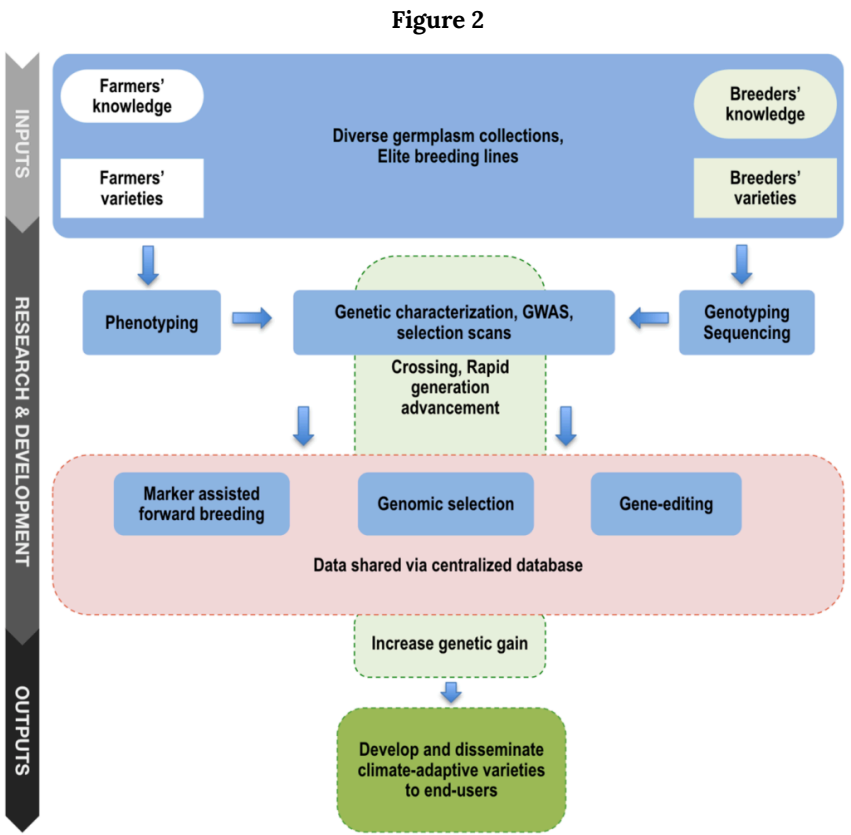 Figure 2
INPUTS
Farmers’
knowledge
Breeders’
knowledge
Diverse germplasm collections,
Elite breeding lines
Farmers’
varieties
Breeders’
varieties
RESEARCH & DEVELOPMENT
Phenotyping
Genetic characterization, GWAS,
selection scans
Genotyping
Sequencing
Crossing, Rapid
generation
advancement
Marker assisted
forward breeding
Genomic selection
Gene-editing
Data shared via centralized database
OUTPUTS
Increase genetic gain
Develop and disseminate
climate-adaptive varieties
to end-users